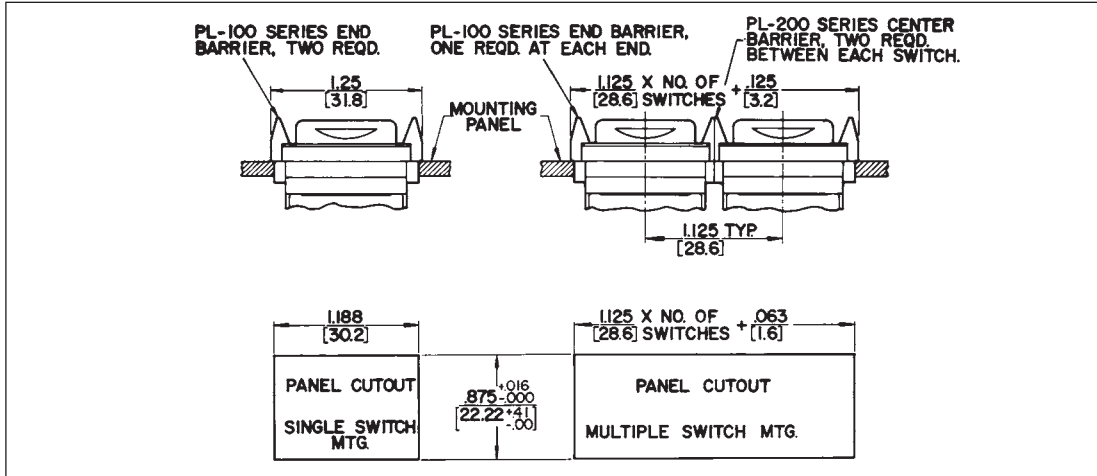 PL-100 SERIES END
BARRIER, TWO REQD.
PL-100 SERIES END BARRIER,
ONE REQD. AT EACH END.
PL-200 SERIES CENTER
BARRIER, TWO REQD.
BETWEEN EACH SWITCH.
1.25
[31.8]
MOUNTING
PANEL
1.125 X NO. OF + .125
[28.6] SWITCHES [3.2]
1.125 TYP.
[28.6]
1.188
[30.2]
PANEL CUTOUT
SINGLE SWITCH
MTG.
.875 +.016 -.000
[22.22 +.41 -.00]
1.125 X NO. OF + .063
[28.6] SWITCHES [1.6]
PANEL CUTOUT
MULTIPLE SWITCH MTG.